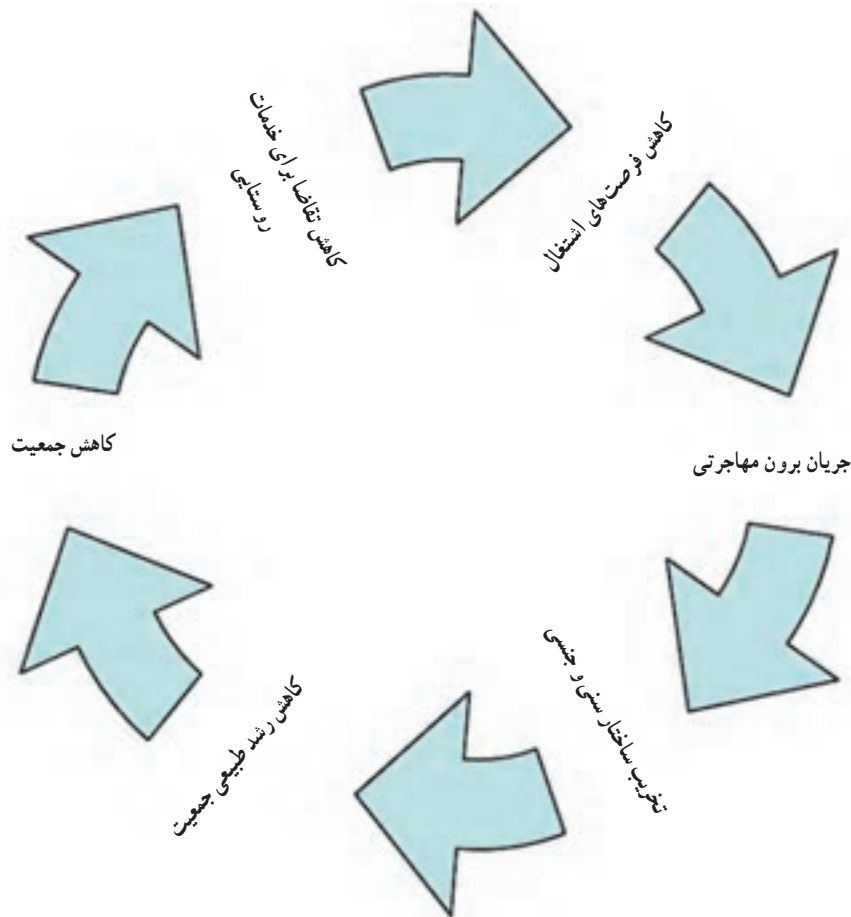 کاهش تقاضا برای خدمات
روستایی
کاهش فرصت‌های اشتغال
جریان برون مهاجرتی
تخریب ساختار سنی و جنسی
کاهش رشد طبیعی جمعیت
کاهش جمعیت